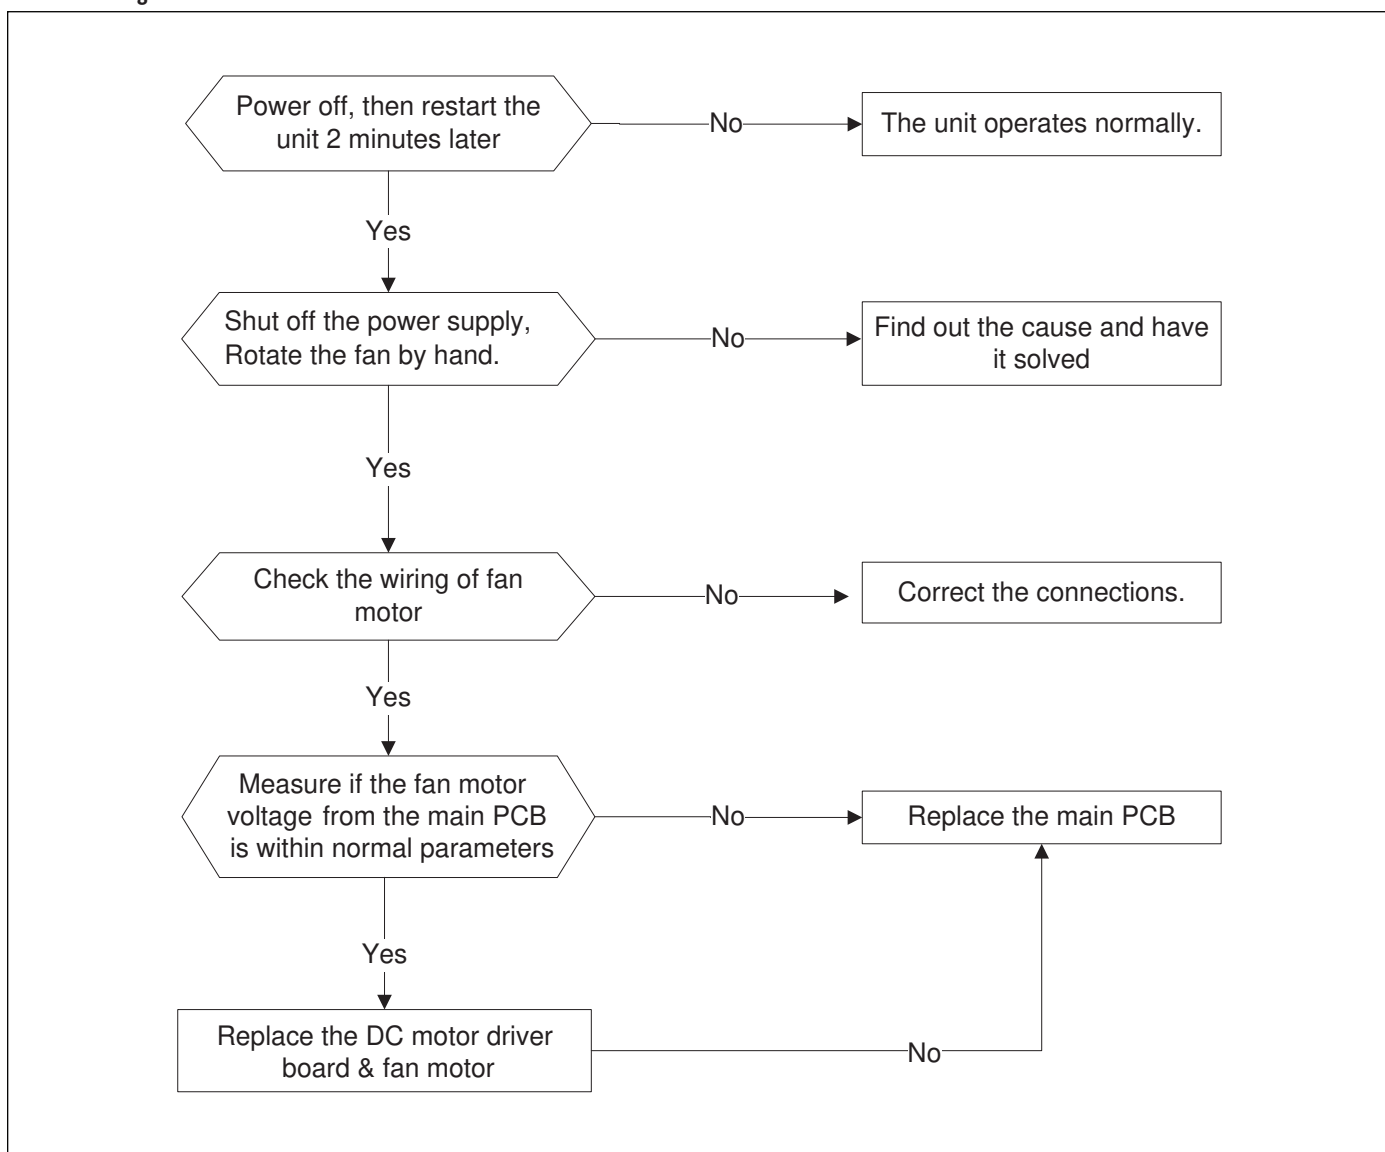 Power off, then restart the
unit 2 minutes later
No
The unit operates normally.
Yes
Shut off the power supply,
Rotate the fan by hand.
No
Find out the cause and have
it solved
Yes
Check the wiring of fan
motor
No
Correct the connections.
Yes
Measure if the fan motor
voltage from the main PCB
is within normal parameters
No
Replace the main PCB
Yes
Replace the DC motor driver
board & fan motor
No